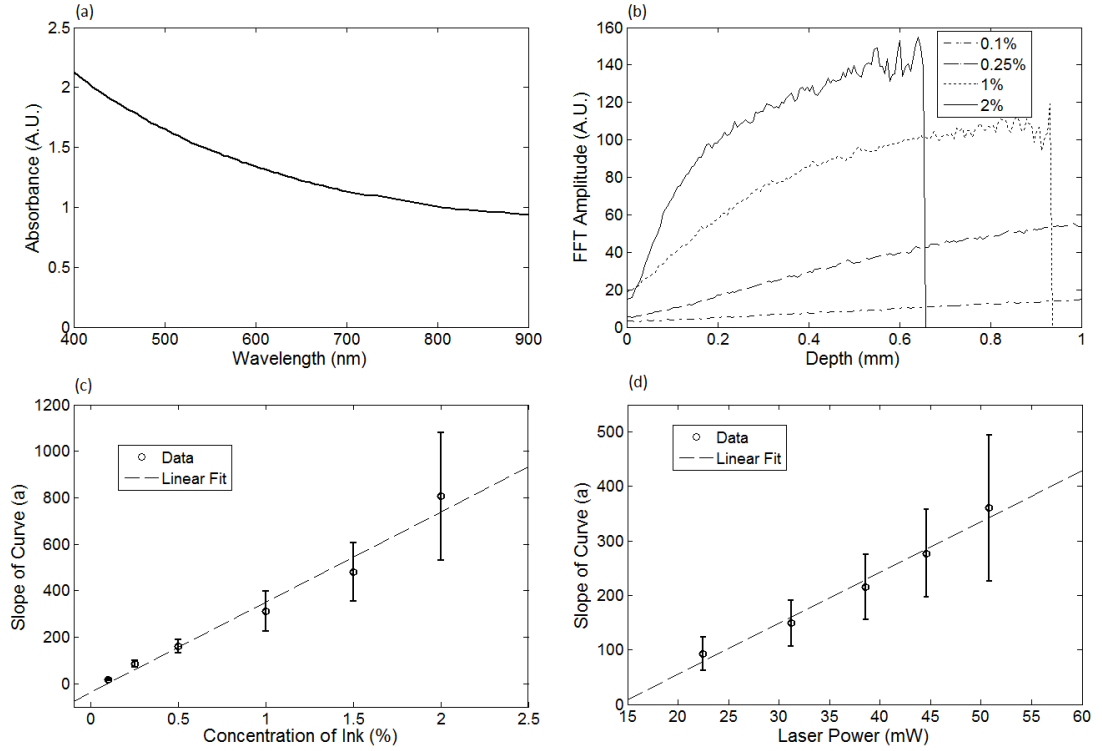 (a)
2.5
2
1.5
1
0.5
0
400 500 600 700 800 900
Absorbance (A.U.)
Wavelength (nm)
(b)
160
140
120
100
80
60
40
20
0
0 0.2 0.4 0.6 0.8 1
FFT Amplitude (A.U.)
Depth (mm)
0.1%
0.25%
1%
2%
(c)
1200
1000
800
600
400
200
0
0 0.5 1 1.5 2 2.5
Slope of Curve (a)
Concentration of Ink (%)
Data
Linear Fit
(d)
500
400
300
200
100
0
15 20 25 30 35 40 45 50 55 60
Slope of Curve (a)
Laser Power (mW)
Data
Linear Fit